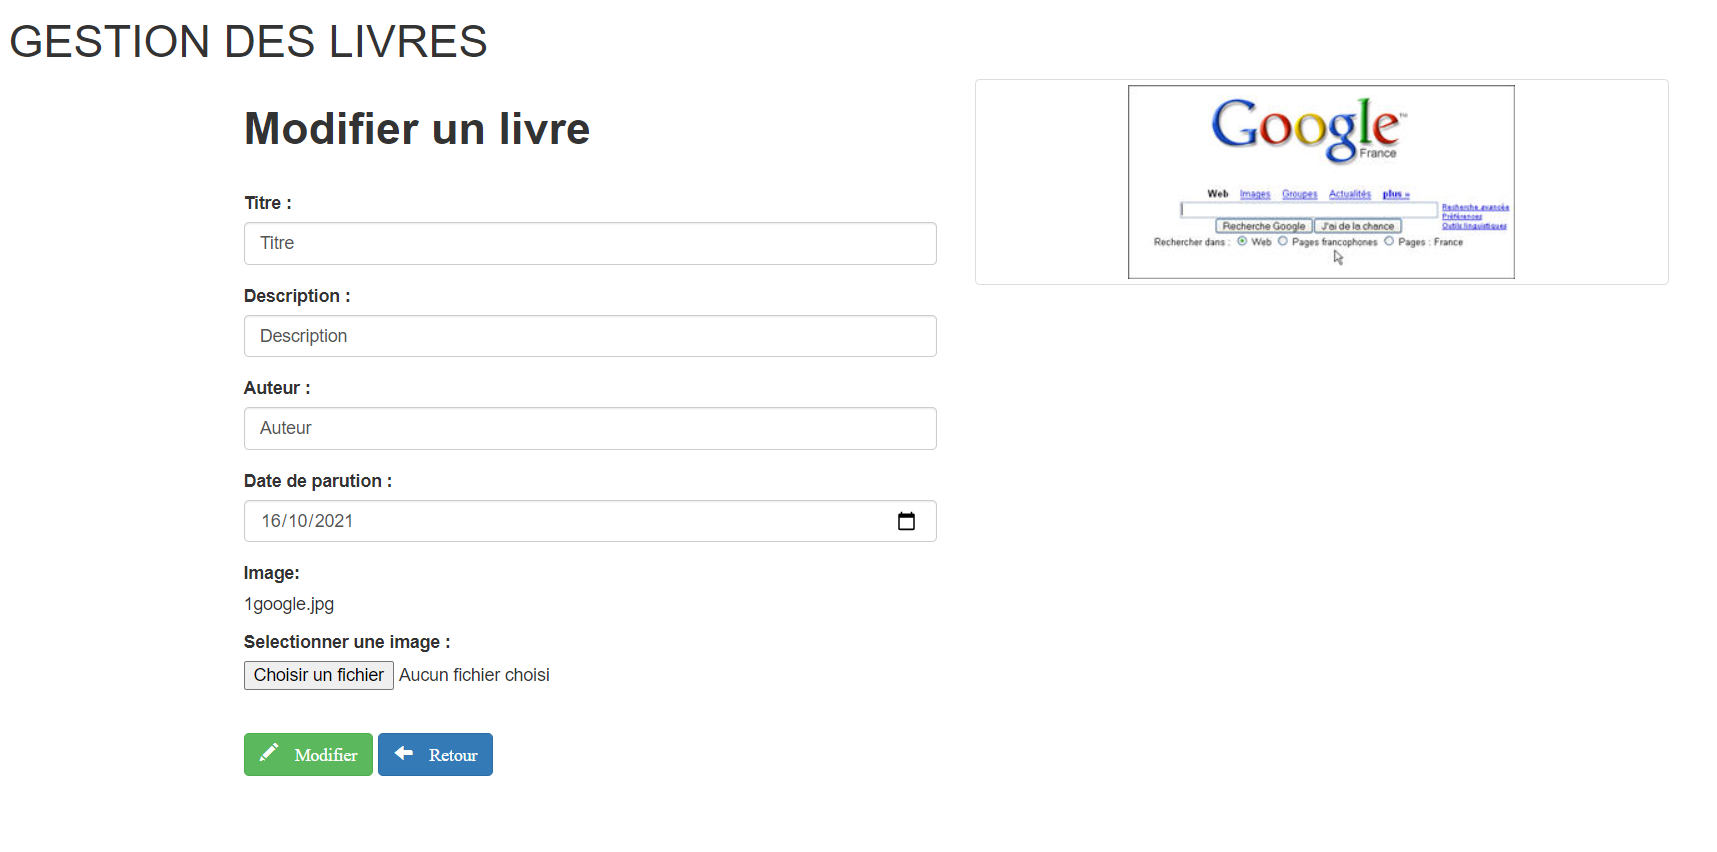 GESTION DES LIVRES
Modifier un livre
Titre :
Titre
Description :
Description
Auteur :
Auteur
Date de parution :
16/10/2021
Image:
1google.jpg
Selectionner une image :
Choisir un fichier Aucun fichier choisi
Modifier Retour
Google™
France
Web Images Groupes Actualités plus »
Recherche avancée
Préférences
Outils linguistiques
Recherche Google J'ai de la chance
Rechercher dans : Web Pages francophones Pages : France